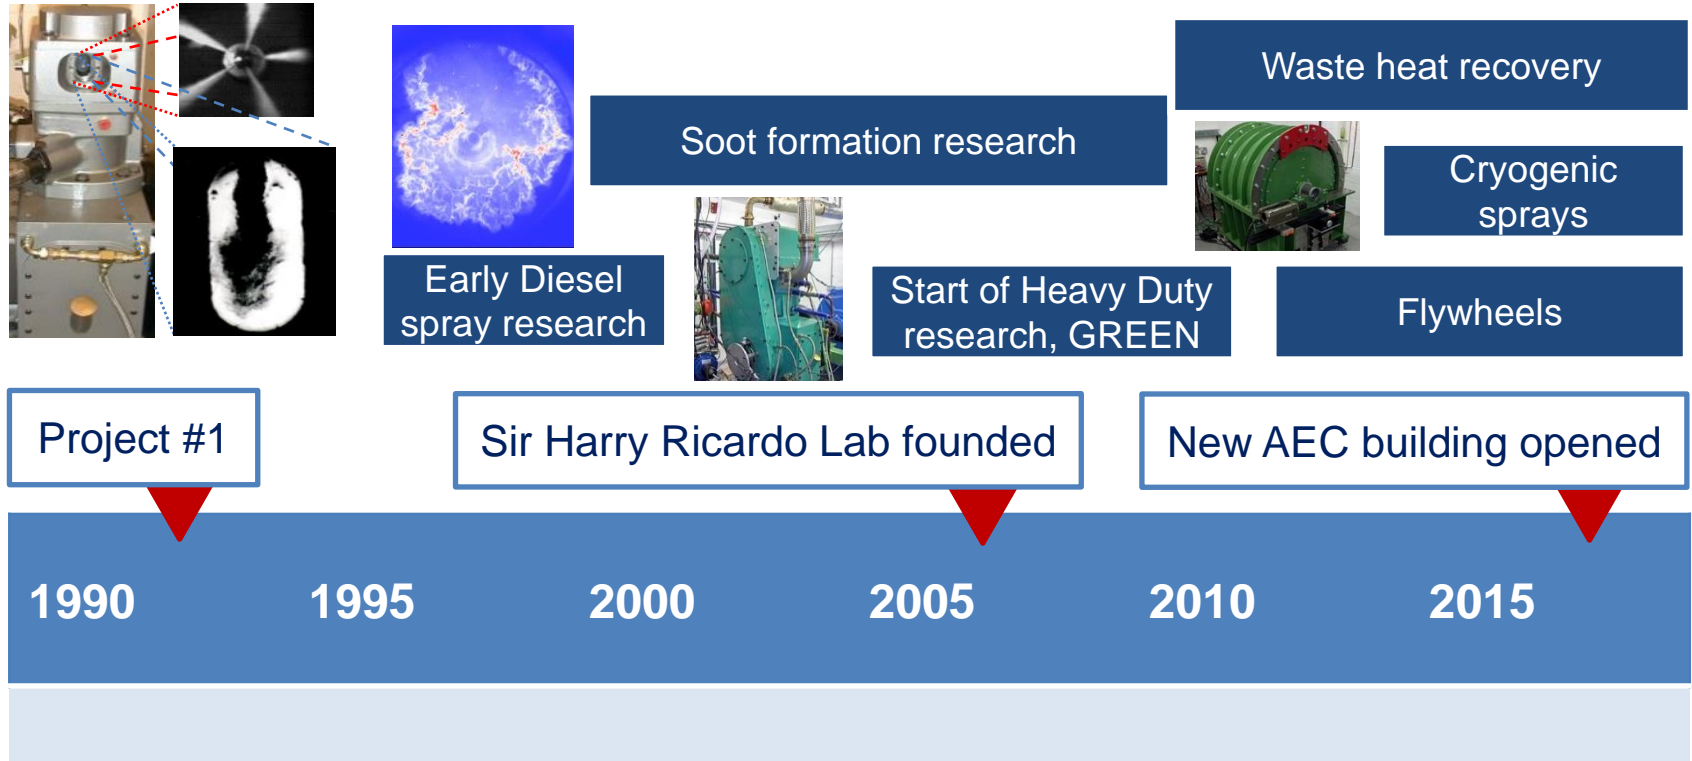 Waste heat recovery
Soot formation research
Cryogenic
sprays
Early Diesel
spray research
Start of Heavy Duty
research, GREEN
Flywheels
Project #1
Sir Harry Ricardo Lab founded
New AEC building opened
1990 1995 2000 2005 2010 2015